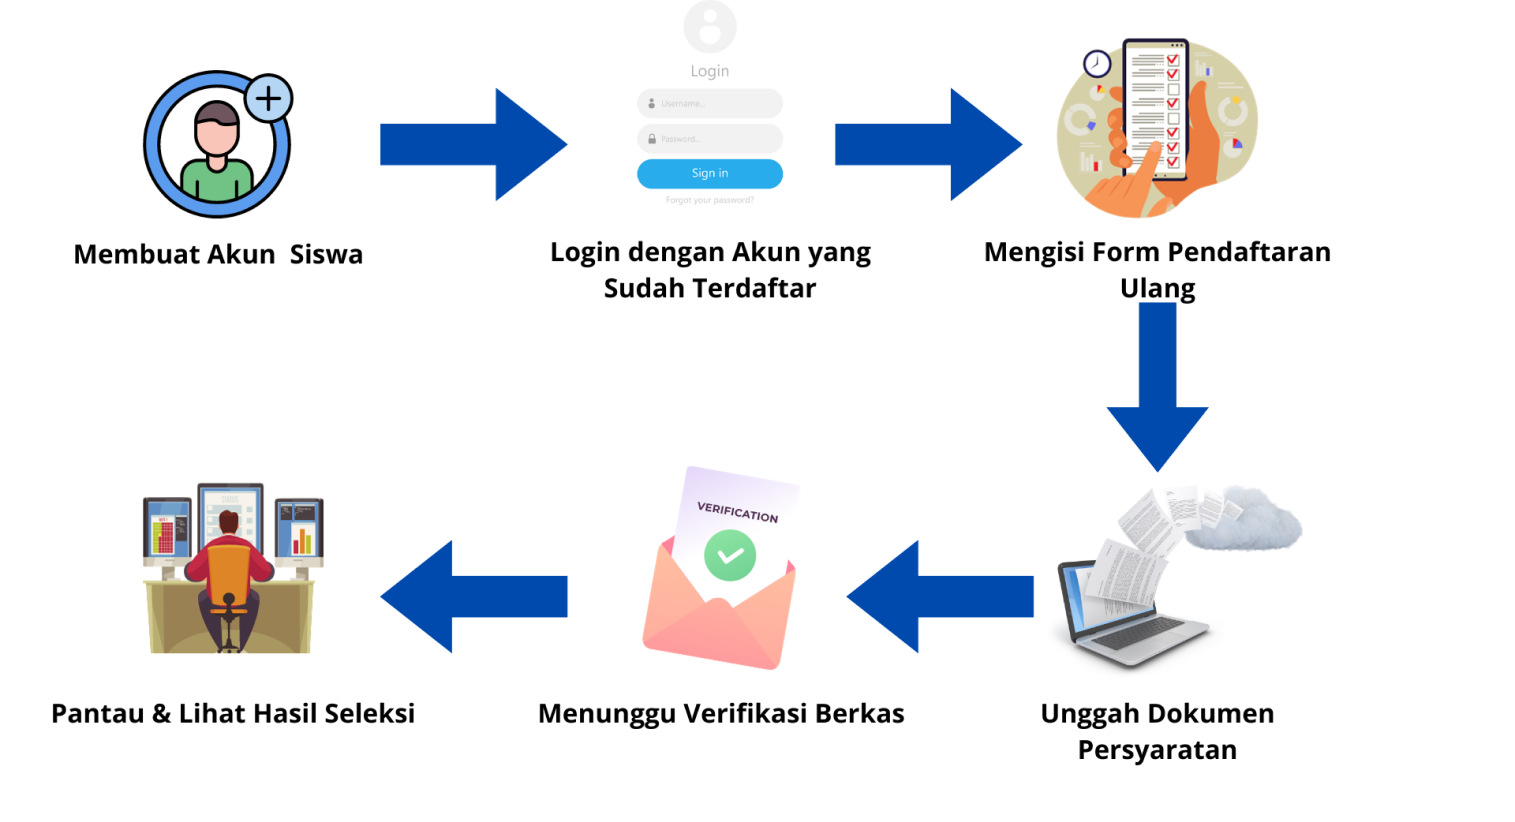 Login
Username...
Password...
Sign in
Forgot your password?
Membuat Akun Siswa
Login dengan Akun yang
Sudah Terdaftar
Mengisi Form Pendaftaran
Ulang
VERIFICATION
Pantau & Lihat Hasil Seleksi
Menunggu Verifikasi Berkas
Unggah Dokumen
Persyaratan